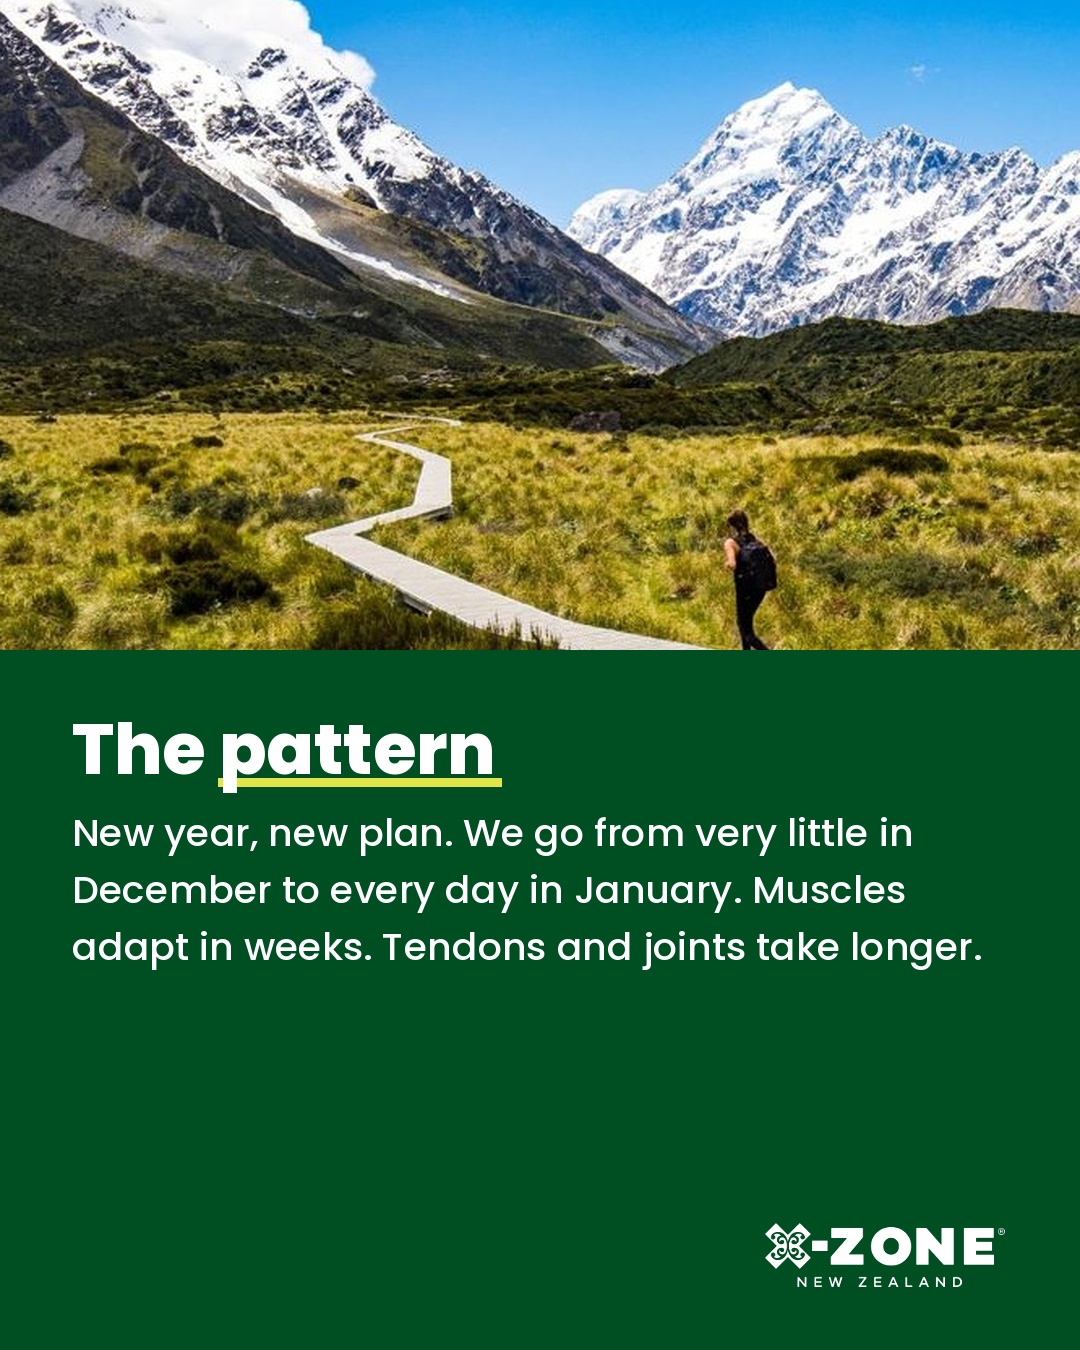 The pattern
New year, new plan. We go from very little in
December to every day in January. Muscles
adapt in weeks. Tendons and joints take longer.
X-ZONE®
NEW ZEALAND